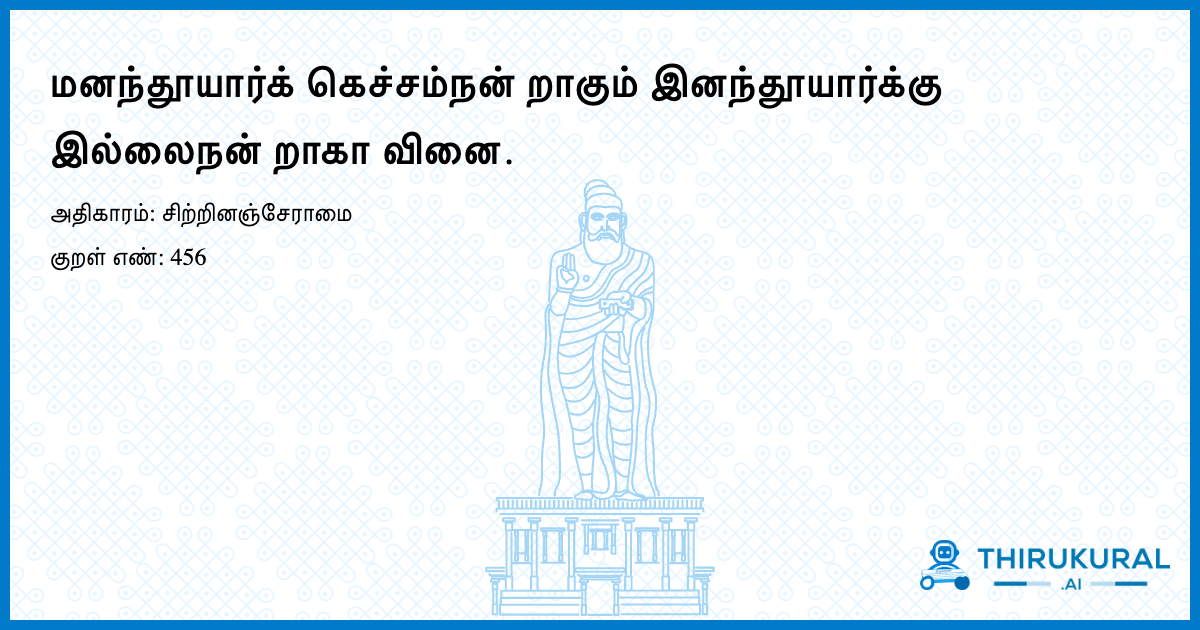 மனந்தூயார்க் கெச்சம்நன் றாகும் இனந்தூயார்க்கு
இல்லைநன் றாகா வினை.
அதிகாரம்: சிற்றினஞ்சேராமை
குறள் எண்: 456
THIRUKURAL
.AI